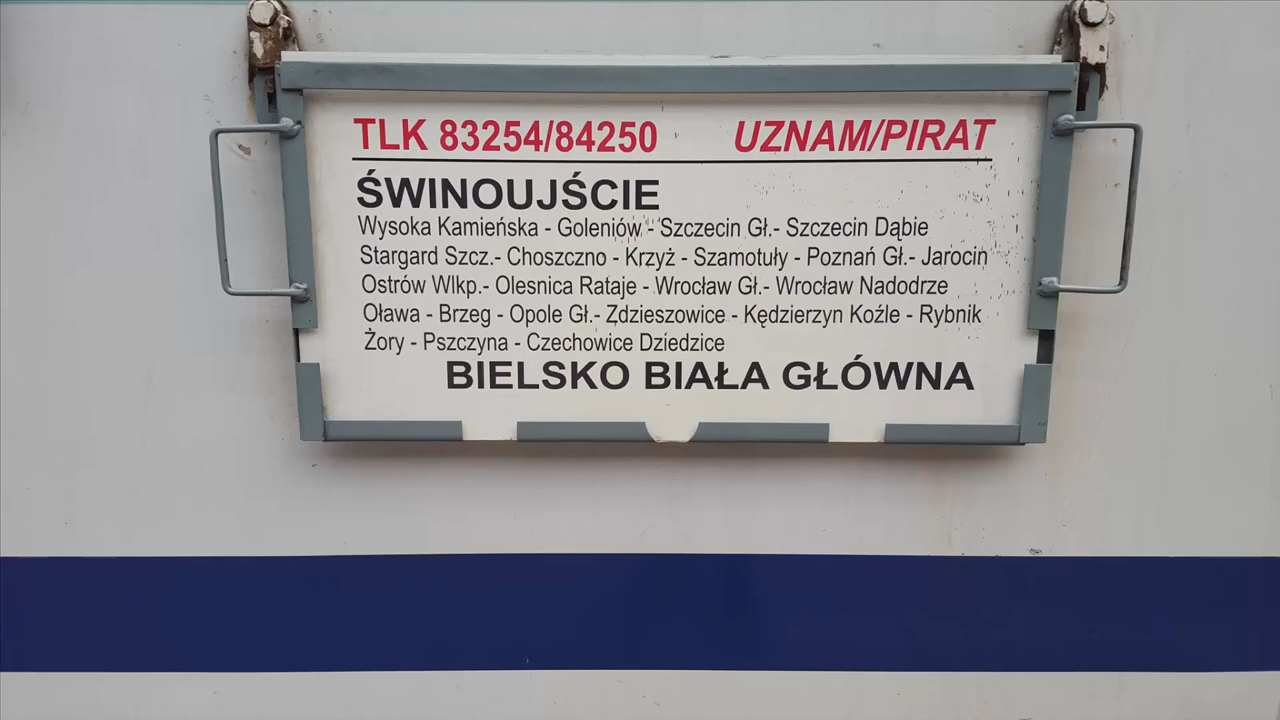 TLK 83254/84250 UZNAM/PIRAT
ŚWINOUJŚCIE
Wysoka Kamieńska - Goleniów - Szczecin Gł.- Szczecin Dąbie
Stargard Szcz.- Choszczno - Krzyż - Szamotuły - Poznań Gł.- Jarocin
Ostrów Wlkp.- Olesnica Rataje - Wrocław Gł.- Wrocław Nadodrze
Oława - Brzeg - Opole Gł.- Zdzieszowice - Kędzierzyn Koźle - Rybnik
Żory - Pszczyna - Czechowice Dziedzice
BIELSKO BIAŁA GŁÓWNA